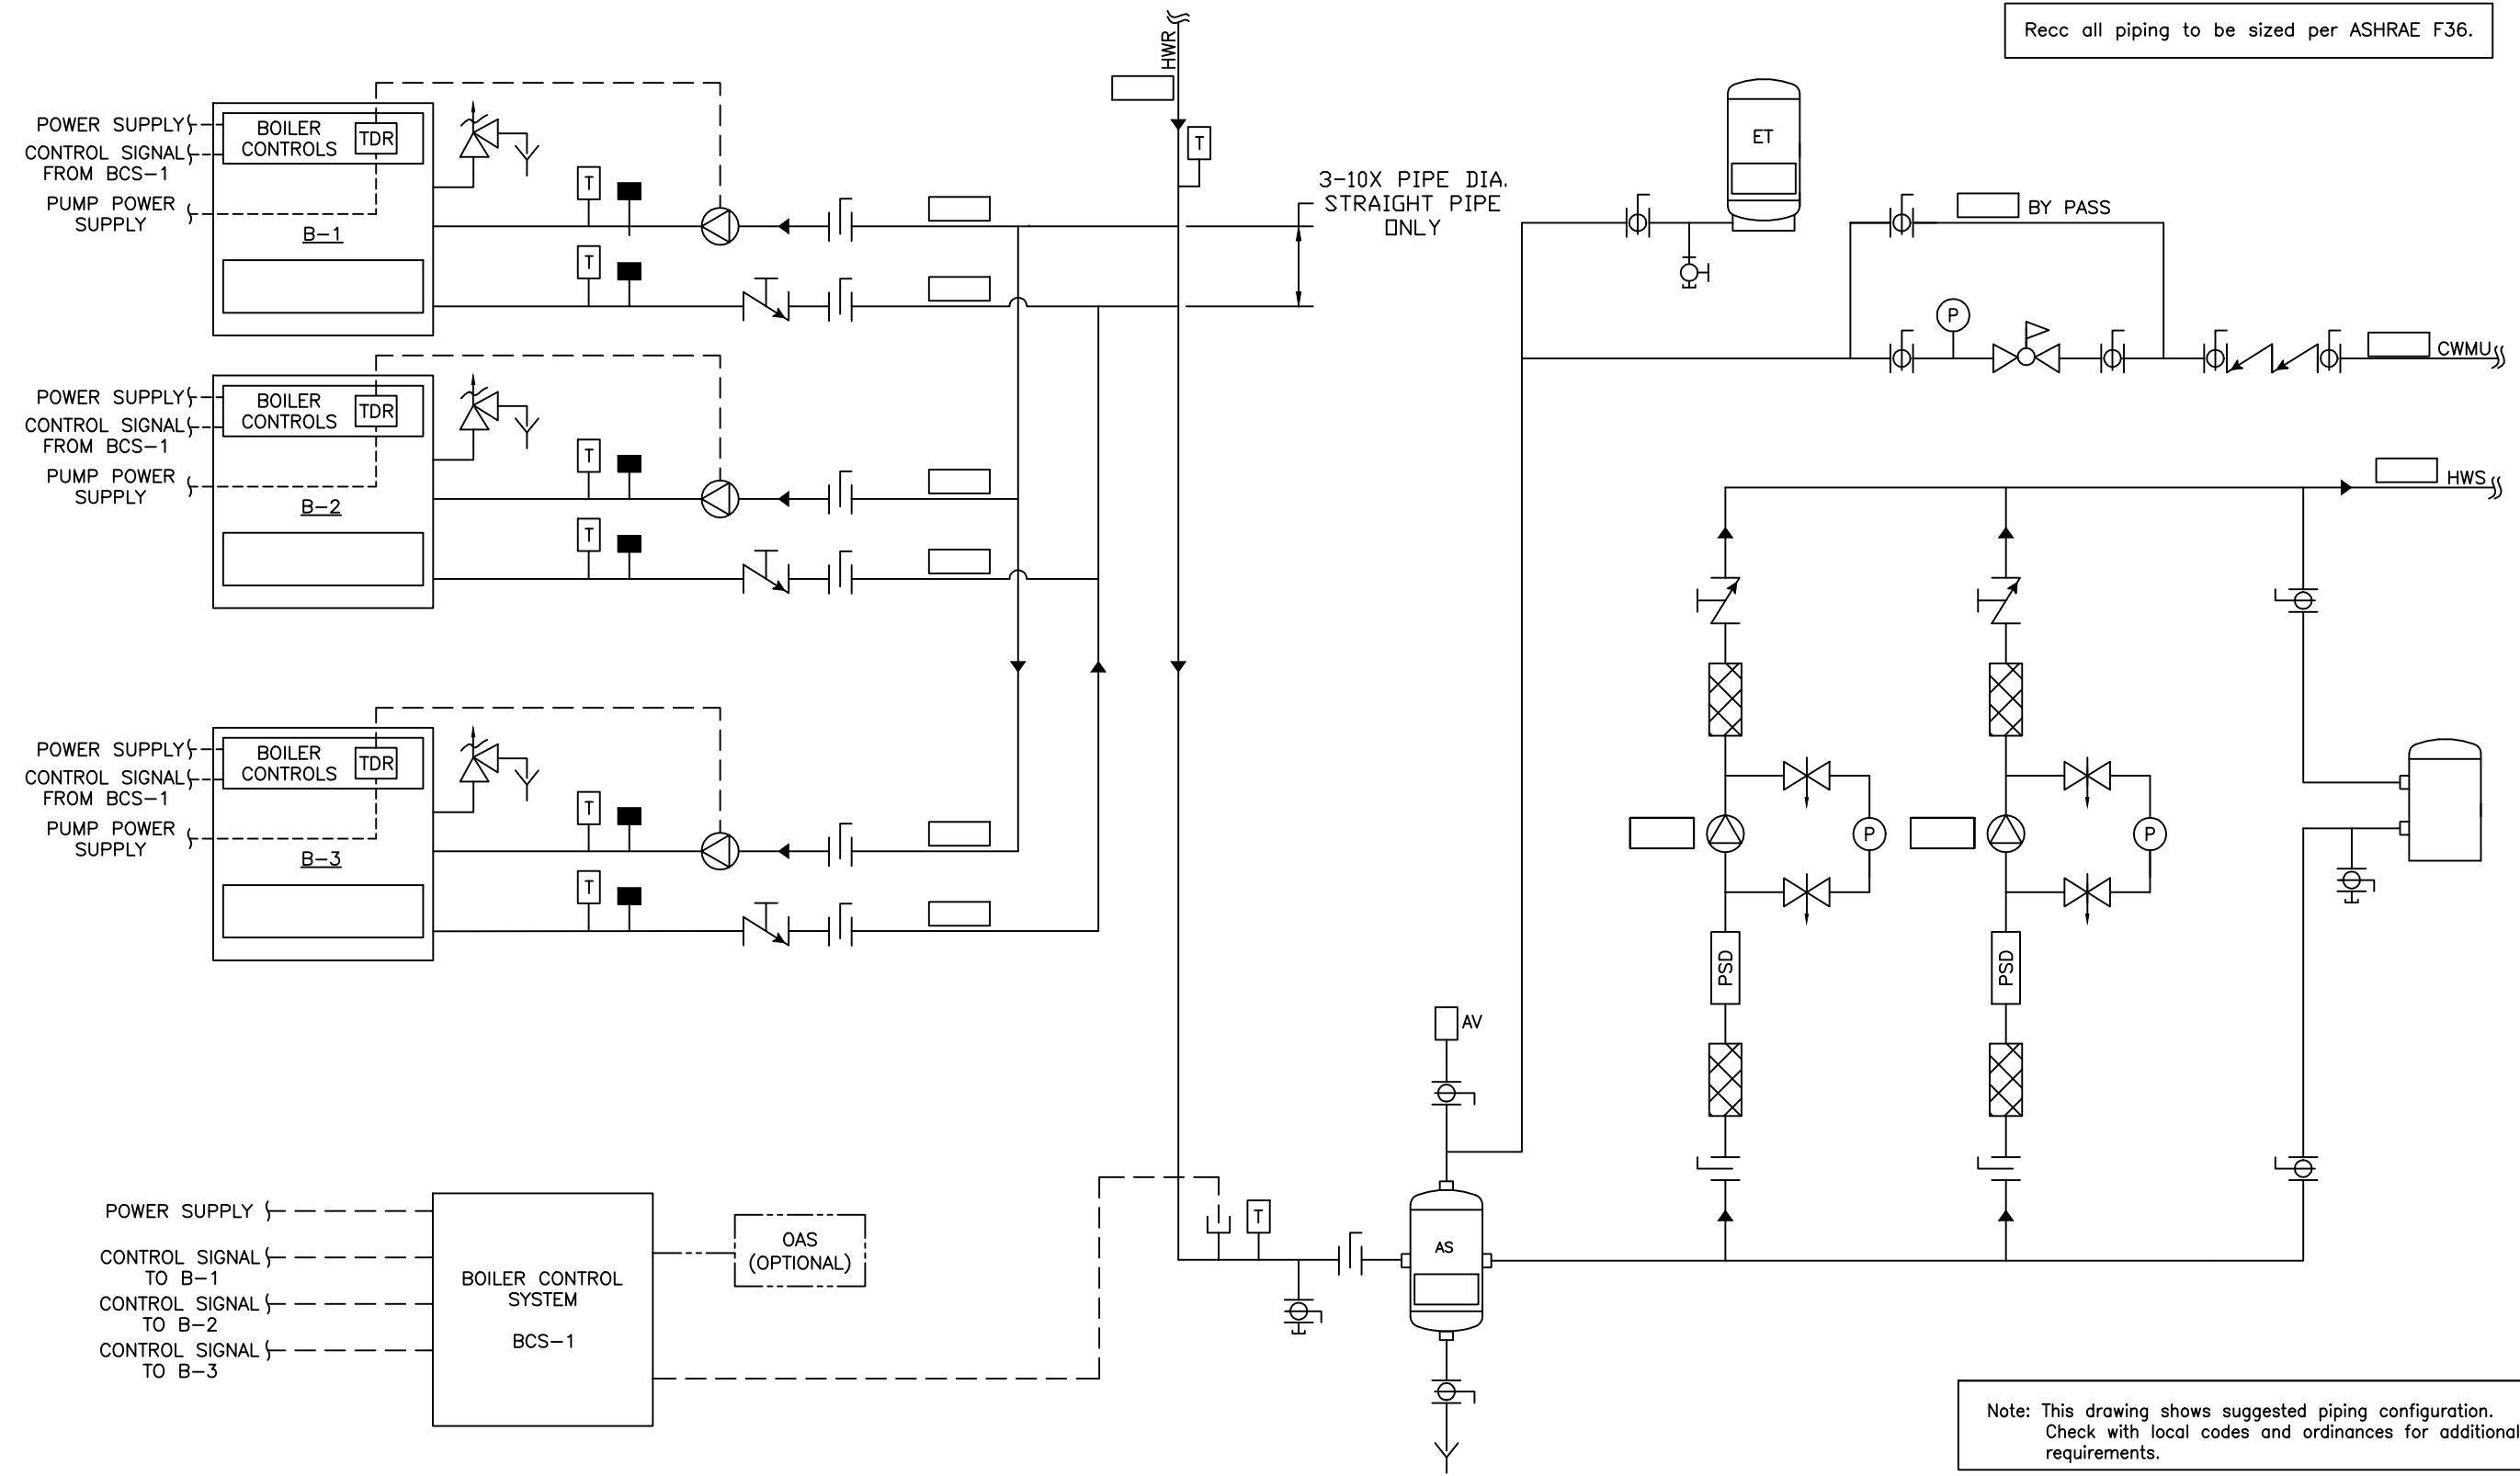 Recc all piping to be sized per ASHRAE F36.
HWR
T
POWER SUPPLY
CONTROL SIGNAL
FROM BCS-1
PUMP POWER
SUPPLY
BOILER
CONTROLS
TDR
B-1
T
T
3-10X PIPE DIA.
STRAIGHT PIPE
ONLY
ET
BY PASS
P
CWMU
POWER SUPPLY
CONTROL SIGNAL
FROM BCS-1
PUMP POWER
SUPPLY
BOILER
CONTROLS
TDR
B-2
T
T
HWS
POWER SUPPLY
CONTROL SIGNAL
FROM BCS-1
PUMP POWER
SUPPLY
BOILER
CONTROLS
TDR
B-3
T
T
P
P
PSD
PSD
AV
POWER SUPPLY
CONTROL SIGNAL
TO B-1
CONTROL SIGNAL
TO B-2
CONTROL SIGNAL
TO B-3
BOILER CONTROL
SYSTEM
BCS-1
OAS
(OPTIONAL)
T
AS
Note: This drawing shows suggested piping configuration.
Check with local codes and ordinances for additional
requirements.